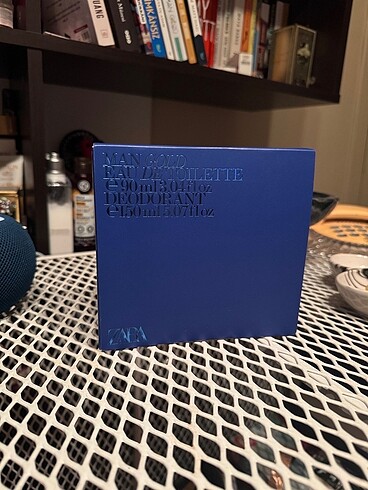 MAN GOLD
EAU DE TOILETTE
e 90 ml 3.04 fl oz
DEODORANT
e 150 ml 5.07 fl oz
ZARA
İMKÂNSIZ